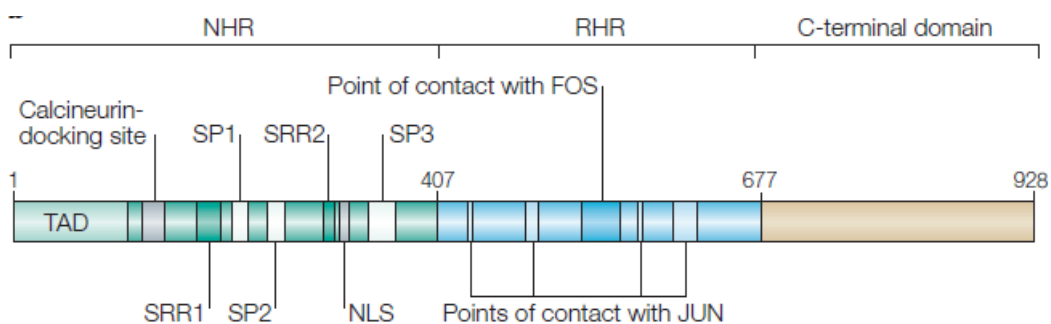 NHR
RHR
C-terminal domain
Point of contact with FOS
Calcineurin-
docking site
SP1
SRR2
SP3
1
407
677
928
TAD
SRR1
SP2
NLS
Points of contact with JUN